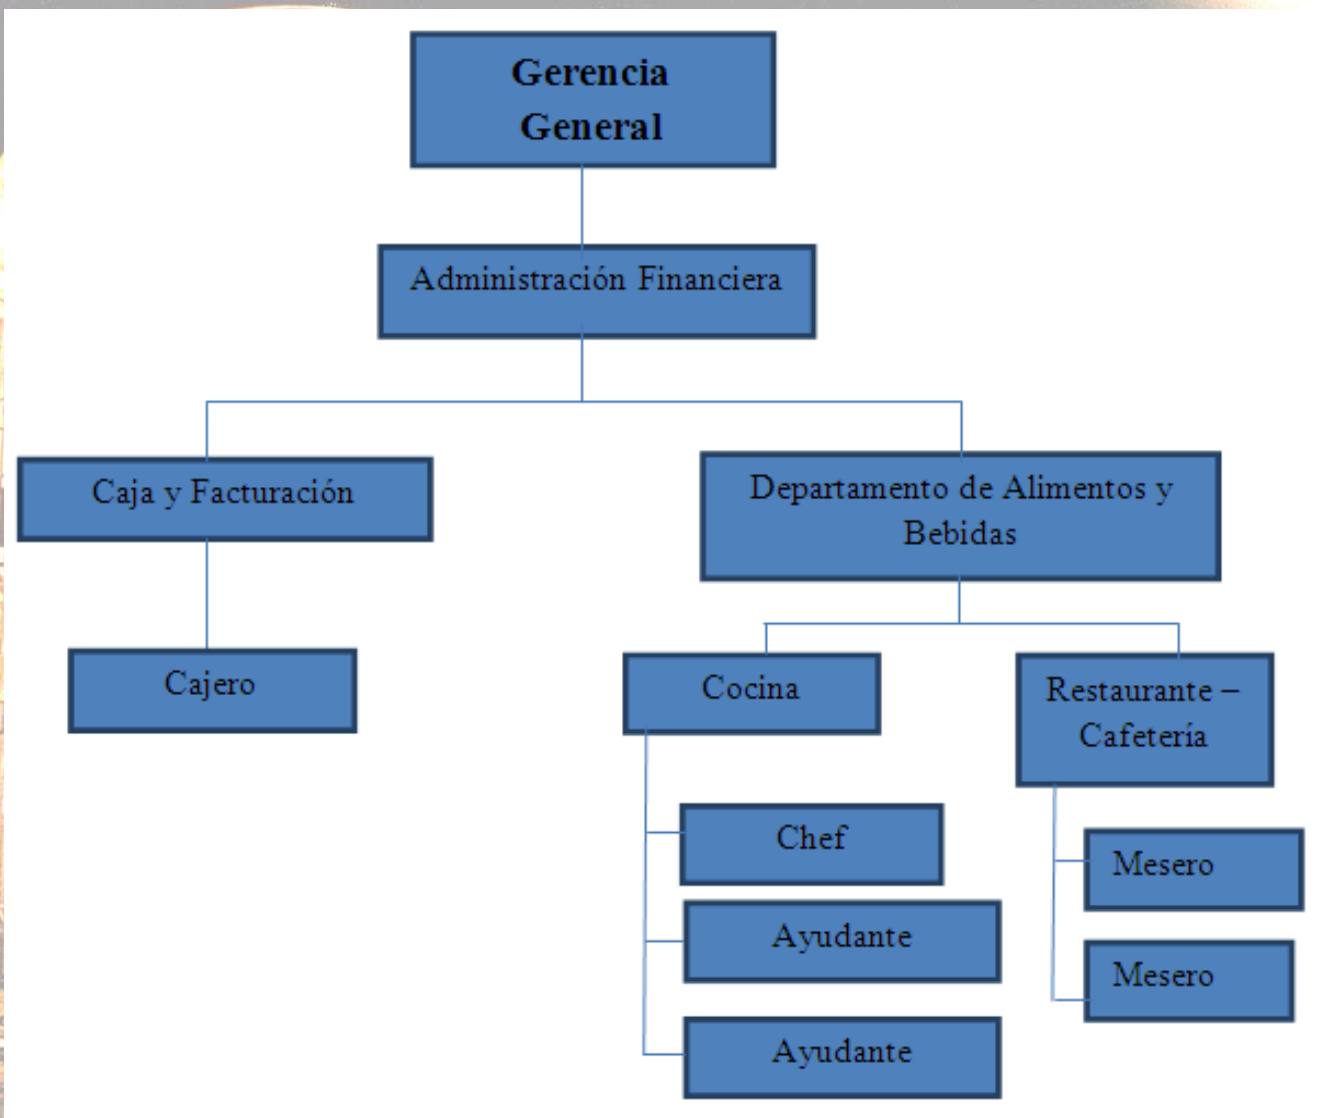 Gerencia
General
Administración Financiera
Caja y Facturación
Departamento de Alimentos y
Bebidas
Cajero
Cocina
Restaurante –
Cafetería
Chef
Mesero
Ayudante
Mesero
Ayudante